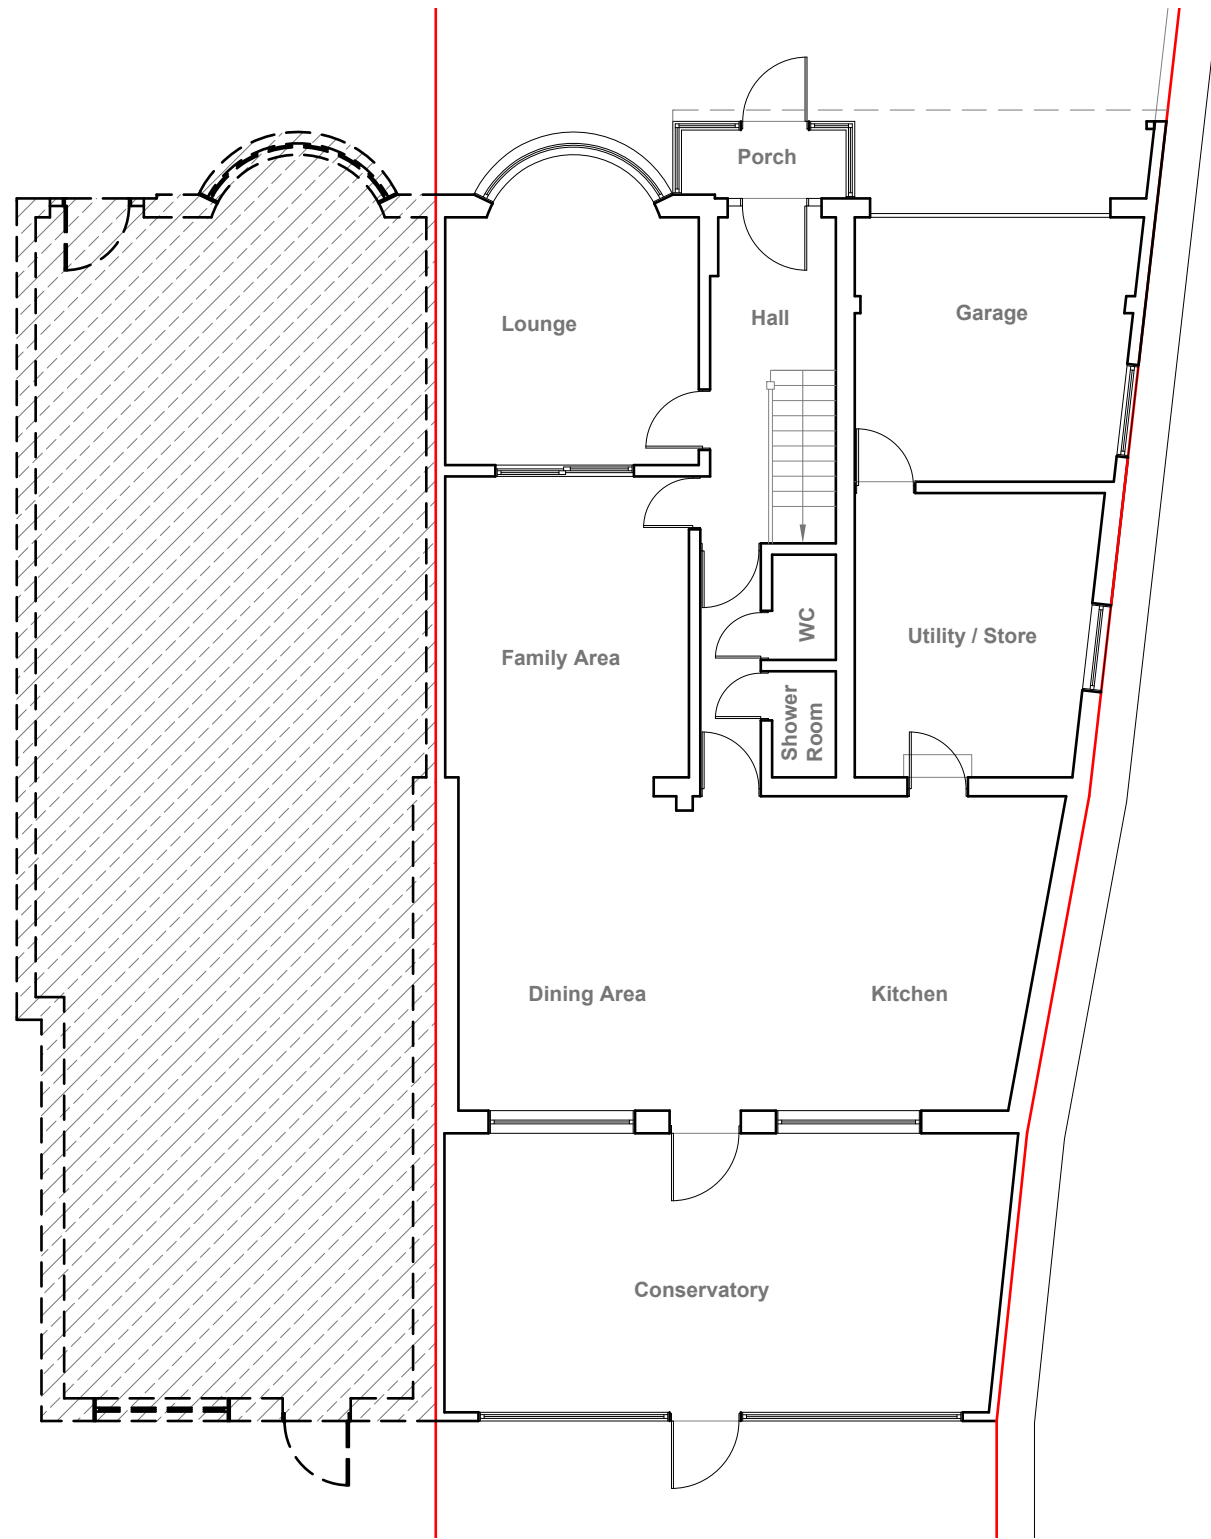 Porch
Lounge
Hall
Garage
WC
Utility / Store
Family Area
Shower
Room
Dining Area
Kitchen
Conservatory